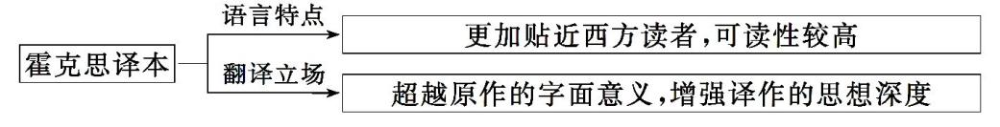 语言特点
更加贴近西方读者,可读性较高
霍克思译本
翻译立场
超越原作的字面意义,增强译作的思想深度